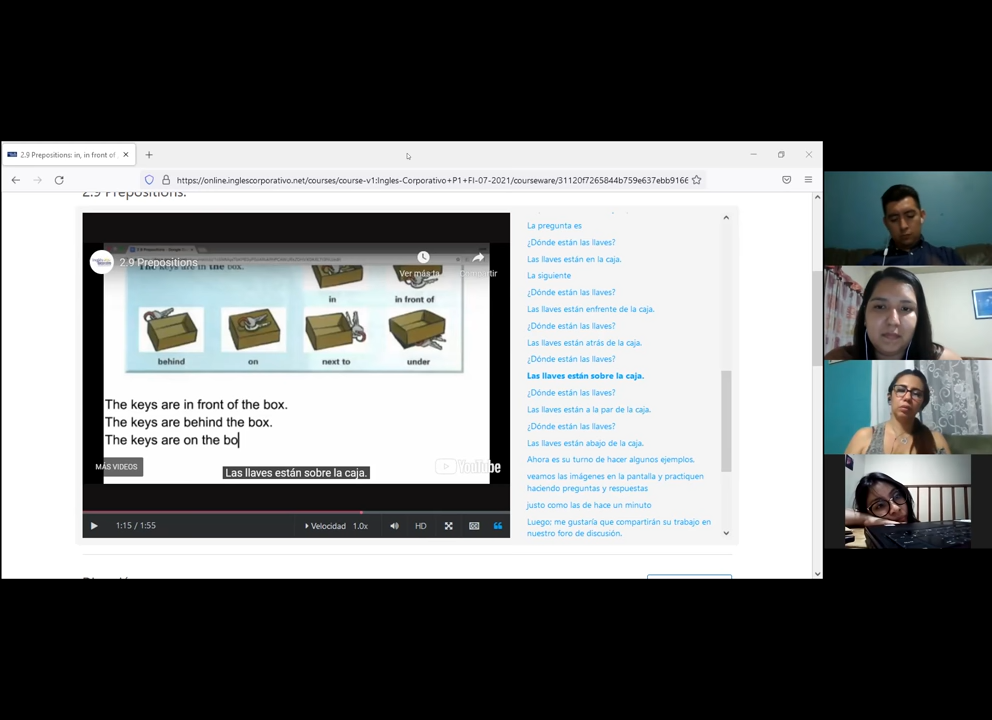 2.9 Prepositions: in, in front of
https://online.inglescorporativo.net/courses/course-v1:Ingles-Corporativo+P1+FI-07-2021/courseware/31120f7265844b759e637ebb9166
2.9 Prepositions:
2.9 Prepositions
The keys are in the box.
Ver más ta
in
in front of
behind
on
next to
under
The keys are in front of the box.
The keys are behind the box.
The keys are on the bo
MÁS VIDEOS
Las llaves están sobre la caja.
YouTube
1:15 / 1:55
Velocidad 1.0x
HD
La pregunta es
¿Dónde están las llaves?
Las llaves están en la caja.
La siguiente
¿Dónde están las llaves?
Las llaves están enfrente de la caja.
¿Dónde están las llaves?
Las llaves están atrás de la caja.
¿Dónde están las llaves?
Las llaves están sobre la caja.
¿Dónde están las llaves?
Las llaves están a la par de la caja.
¿Dónde están las llaves?
Las llaves están abajo de la caja.
Ahora es su turno de hacer algunos ejemplos,
veamos las imágenes en la pantalla y practiquen
haciendo preguntas y respuestas
justo como las de hace un minuto
Luego; me gustaría que compartirán su trabajo en
nuestro foro de discusión.